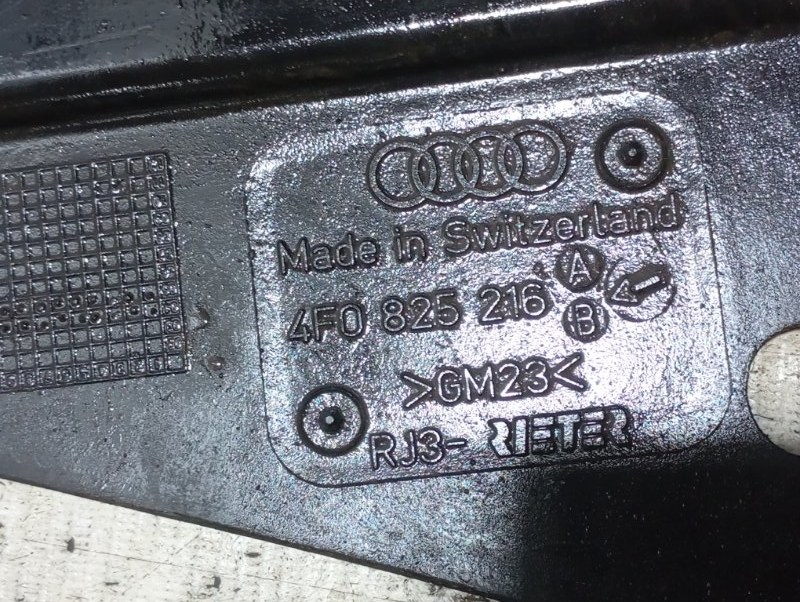 Made in Switzerland
4F0 825 216 A B
>GM23<
RJ3- RIETER